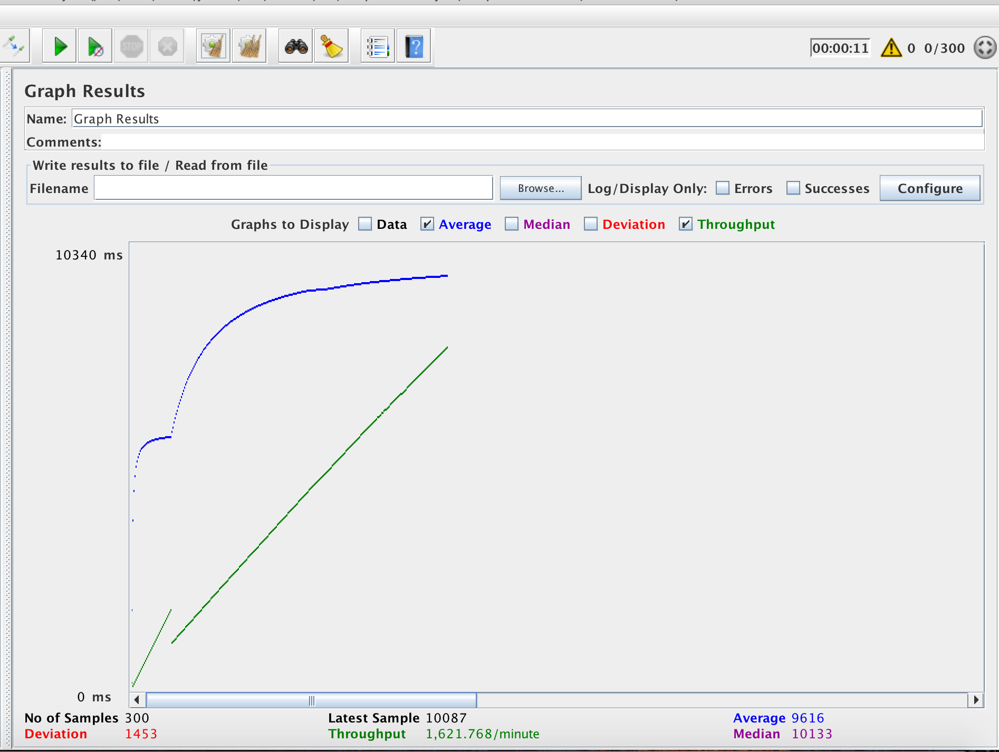 STOP
?
00:00:11 0 0/300
Graph Results
Name: Graph Results
Comments:
Write results to file / Read from file
Filename Browse... Log/Display Only: Errors Successes Configure
Graphs to Display Data Average Median Deviation Throughput
10340 ms
0 ms
No of Samples 300 Latest Sample 10087 Average 9616
Deviation 1453 Throughput 1,621.768/minute Median 10133